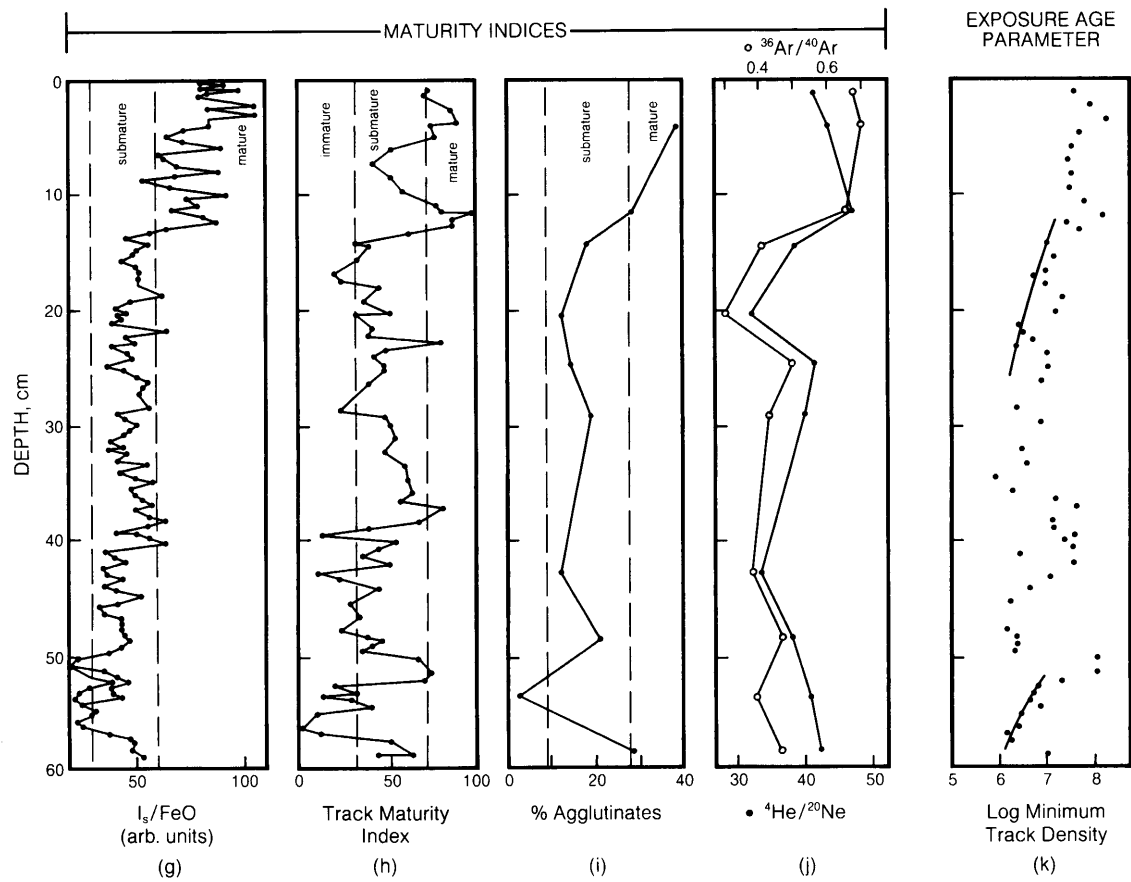 MATURITY INDICES
EXPOSURE AGE
PARAMETER
³⁶Ar/⁴⁰Ar
0.4 0.6
0
10
20
30
40
50
60
DEPTH, cm
submature
mature
immature
submature
mature
submature
mature
50 100
0 50 100
0 20 40
30 40 50
5 6 7 8
Iₛ/FeO
(arb. units)
(g)
Track Maturity
Index
(h)
% Agglutinates
(i)
⁴He/²⁰Ne
(j)
Log Minimum
Track Density
(k)